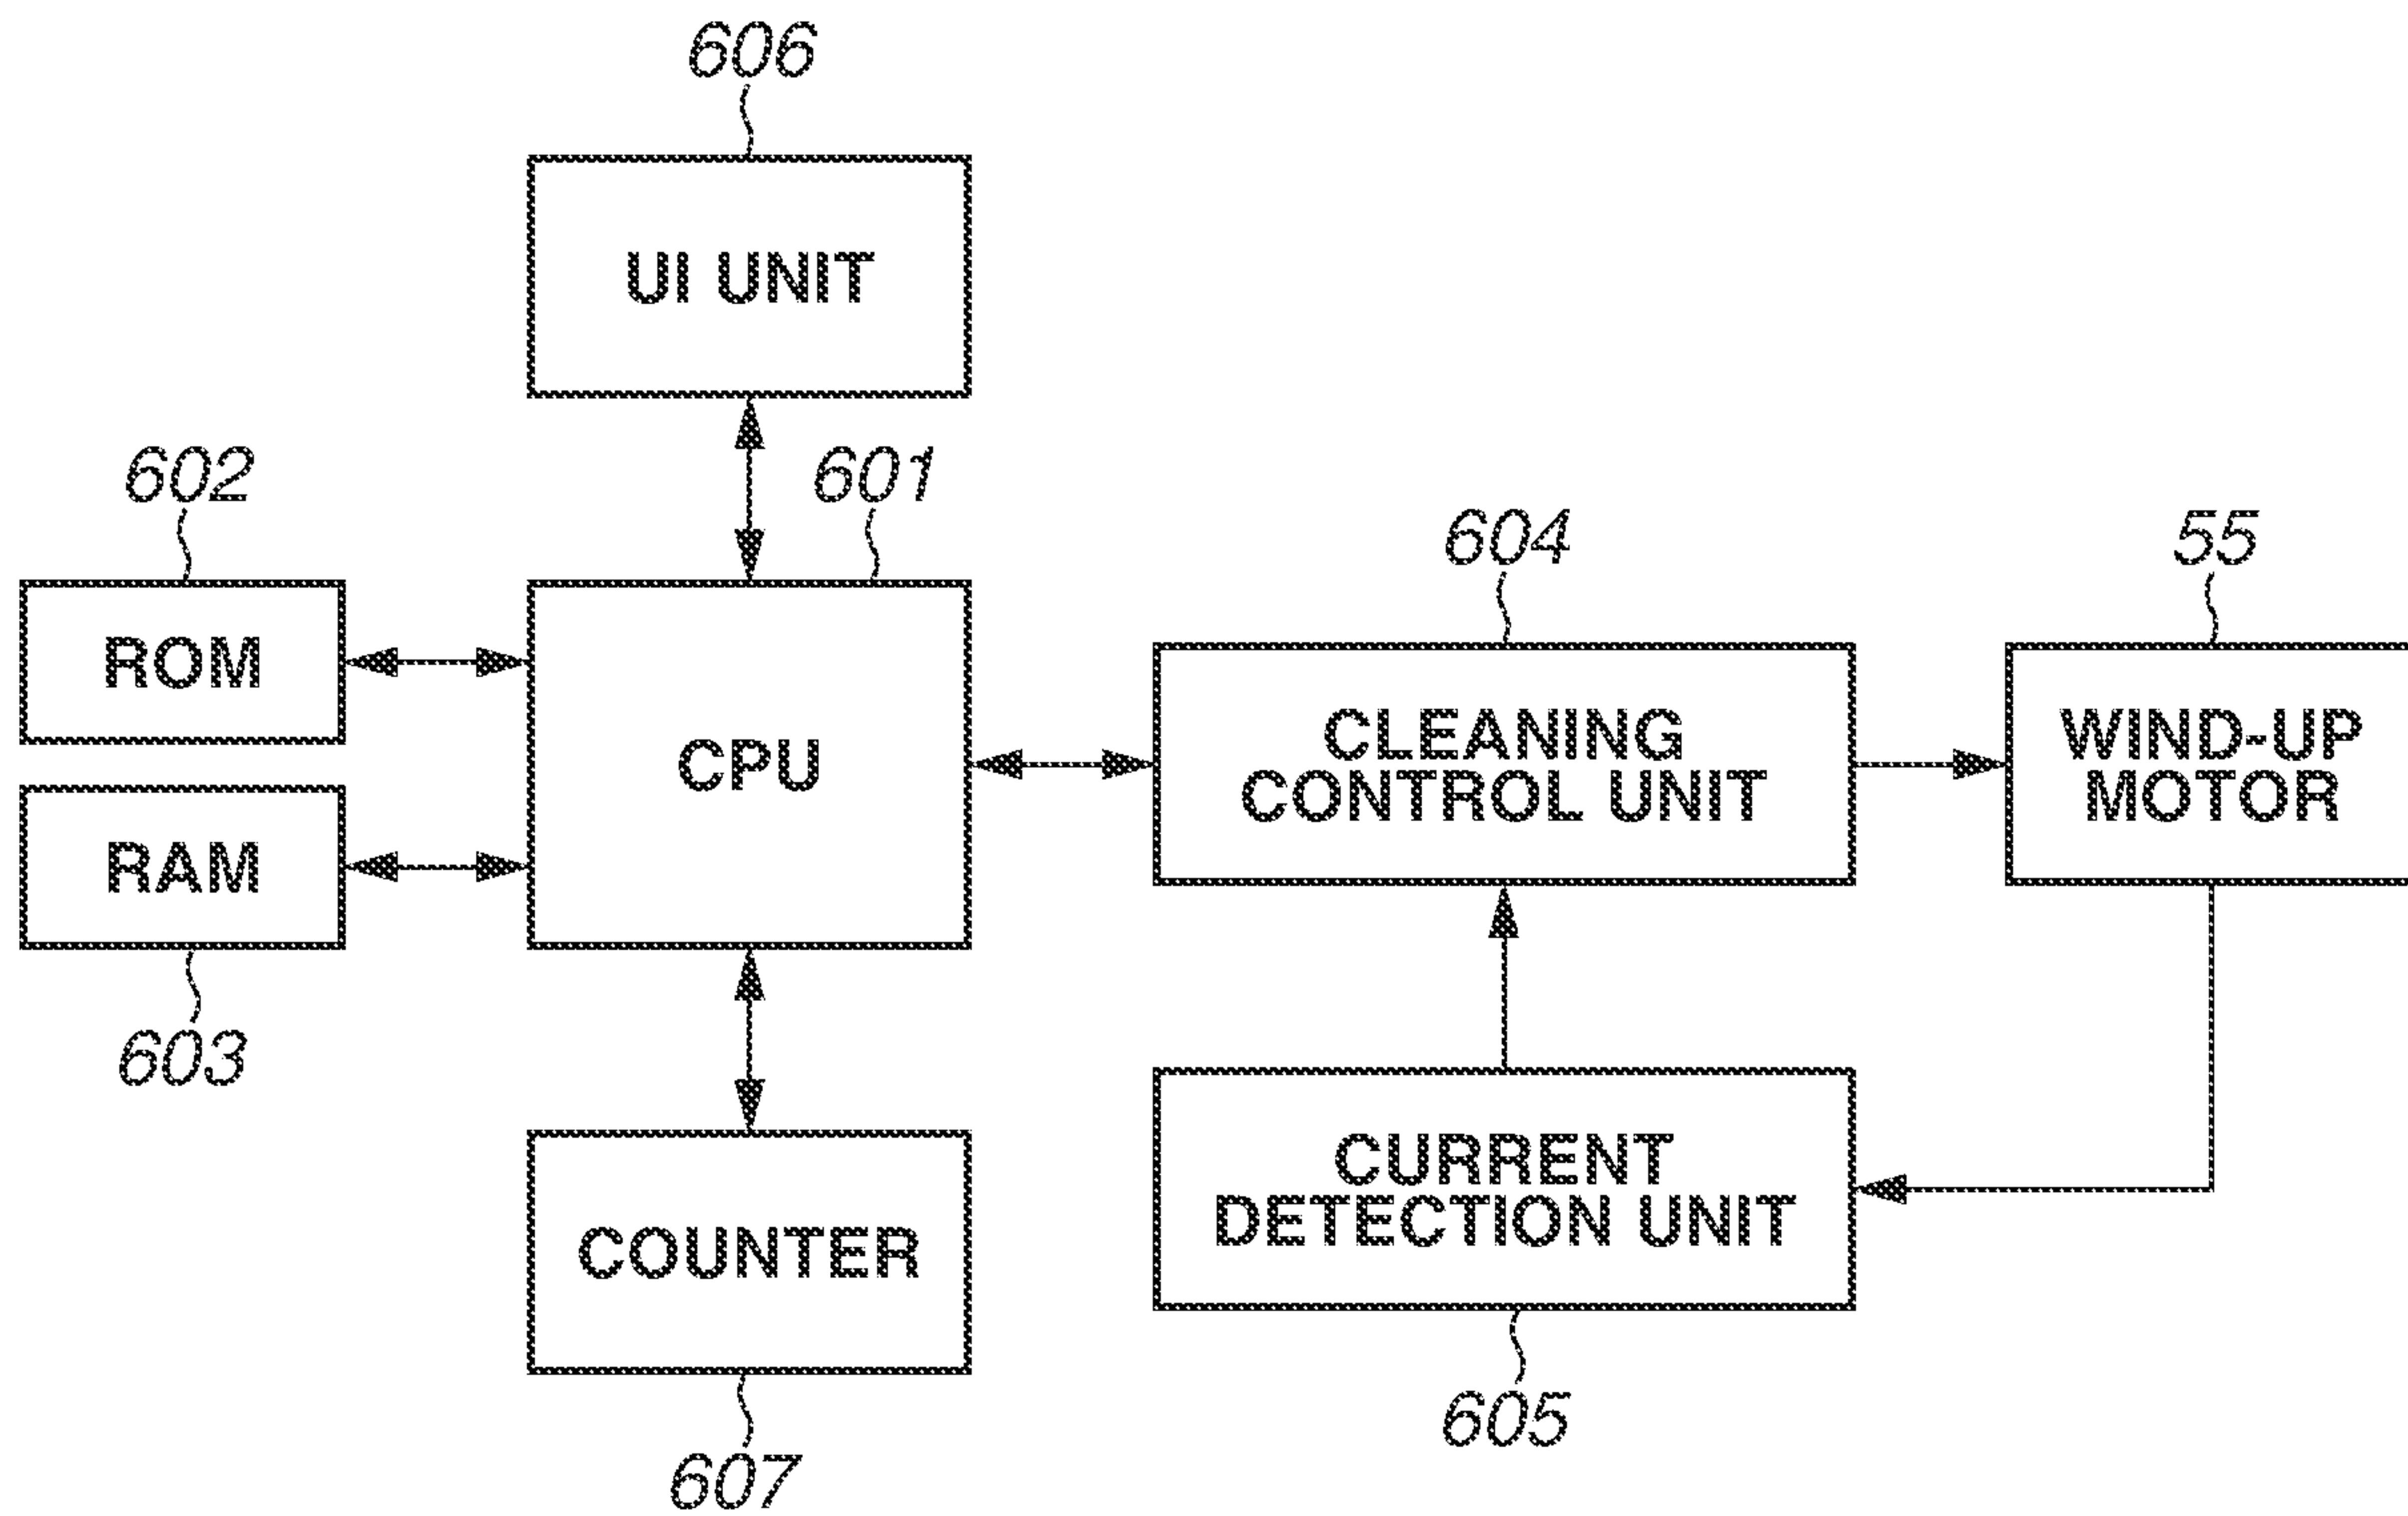 606
UI UNIT
602
601
604
55
ROM
CPU
CLEANING
CONTROL UNIT
WIND-UP
MOTOR
RAM
603
CURRENT
DETECTION UNIT
COUNTER
605
607